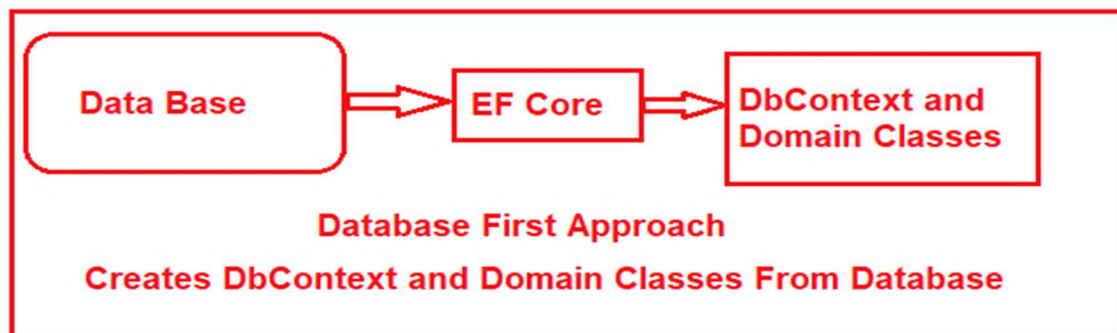 Data Base
EF Core
DbContext and
Domain Classes
Database First Approach
Creates DbContext and Domain Classes From Database